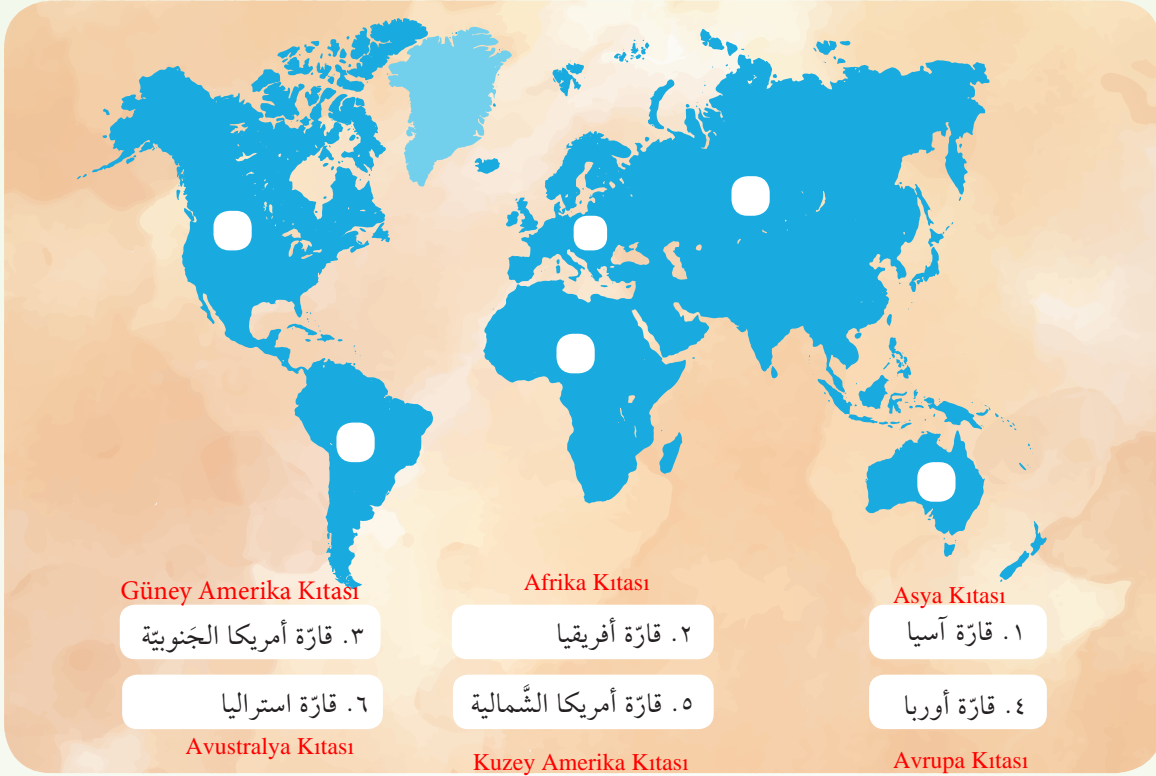 Asya Kıtası
١. قارّة آسيا
Afrika Kıtası
٢. قارّة أفريقيا
Güney Amerika Kıtası
٣. قارّة أمريكا الجَنوبيّة
٤. قارّة أوربا
Avrupa Kıtası
٥. قارّة أمريكا الشَّمالية
Kuzey Amerika Kıtası
٦. قارّة استراليا
Avustralya Kıtası